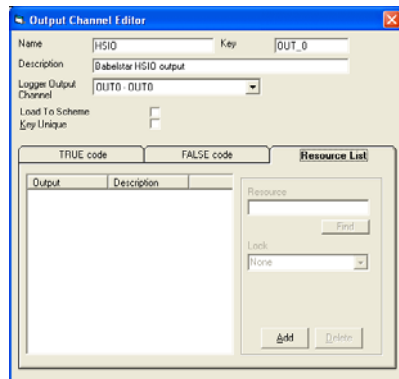 Output Channel Editor
Name HSIO Key OUT_0
Description Babelstar HSIO output
Logger Output Channel OUT0 - OUT0
Load To Scheme
Key Unique
TRUE code FALSE code Resource List
Output Description
Resource
Find
Lock
None
Add Delete